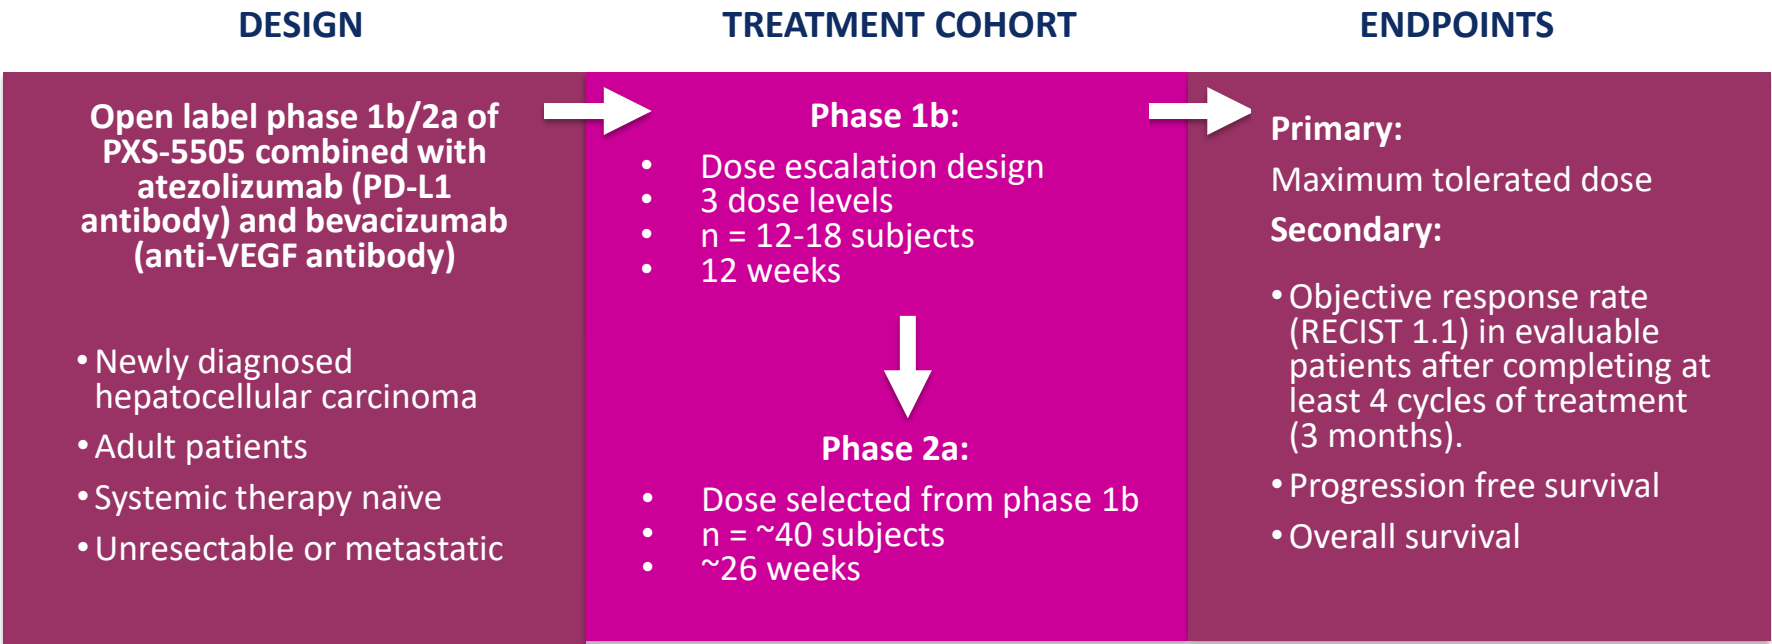 DESIGN
Open label phase 1b/2a of
PXS-5505 combined with
atezolizumab (PD-L1
antibody) and bevacizumab
(anti-VEGF antibody)
• Newly diagnosed
hepatocellular carcinoma
• Adult patients
• Systemic therapy naïve
• Unresectable or metastatic
TREATMENT COHORT
Phase 1b:
• Dose escalation design
• 3 dose levels
• n = 12-18 subjects
• 12 weeks
Phase 2a:
• Dose selected from phase 1b
• n = ~40 subjects
• ~26 weeks
ENDPOINTS
Primary:
Maximum tolerated dose
Secondary:
• Objective response rate
(RECIST 1.1) in evaluable
patients after completing at
least 4 cycles of treatment
(3 months).
• Progression free survival
• Overall survival